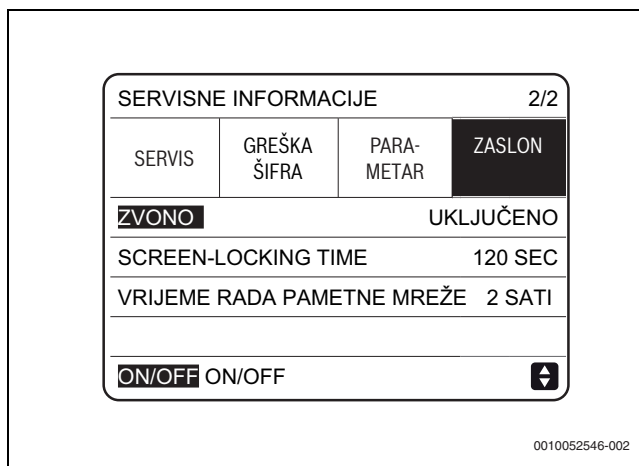 SERVISNE INFORMACIJE 2/2
SERVIS GREŠKA ŠIFRA PARA-METAR ZASLON
ZVONO UKLJUČENO
SCREEN-LOCKING TIME 120 SEC
VRIJEME RADA PAMETNE MREŽE 2 SATI
ON/OFF ON/OFF
0010052546-002